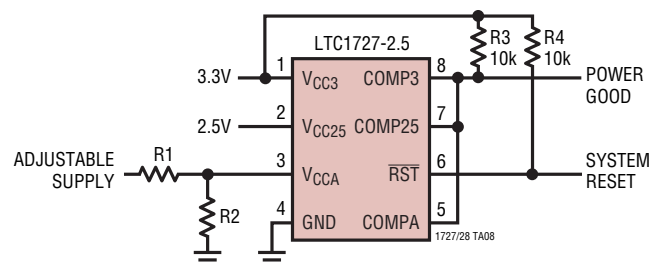 LTC1727-2.5
R3
10k
R4
10k
3.3V
1
VCC3
COMP3
8
POWER
GOOD
2.5V
2
VCC25
COMP25
7
ADJUSTABLE
SUPPLY
R1
3
VCCA
RST
6
SYSTEM
RESET
R2
4
GND
COMPA
5
1727/28 TA08